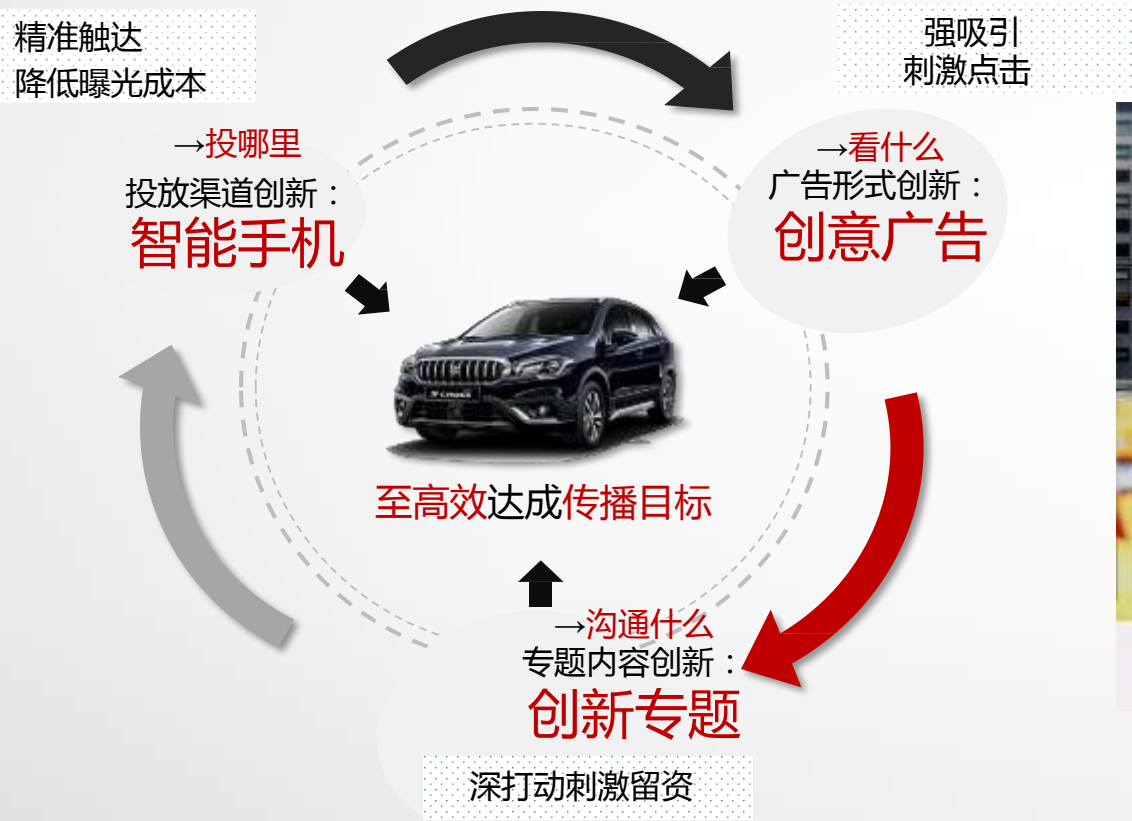 精准触达
降低曝光成本
强吸引
刺激点击
→投哪里
投放渠道创新：
智能手机
→看什么
广告形式创新：
创意广告
至高效达成传播目标
→沟通什么
专题内容创新：
创新专题
深打动刺激留资